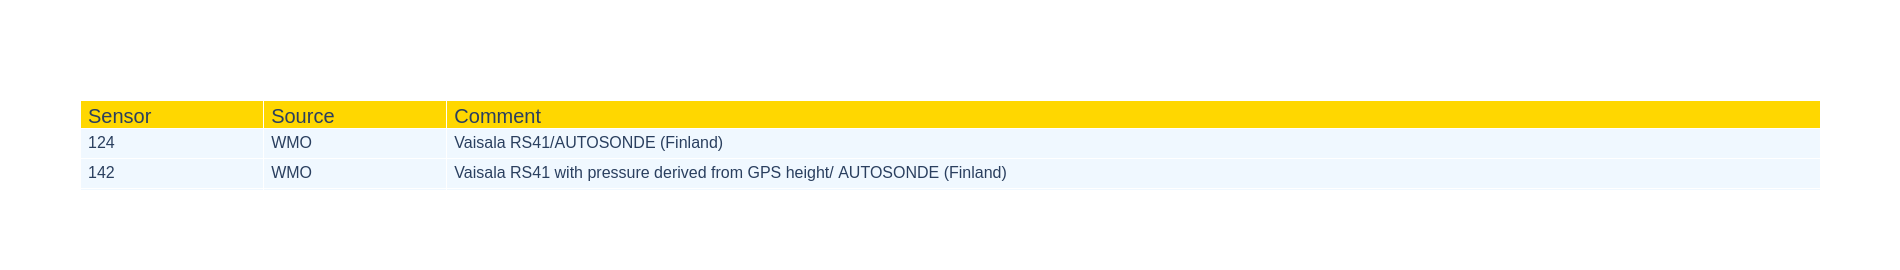 Sensor Source Comment
124 WMO Vaisala RS41/AUTOSONDE (Finland)
142 WMO Vaisala RS41 with pressure derived from GPS height/ AUTOSONDE (Finland)